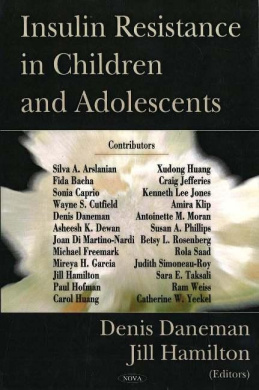 Insulin Resistance
in Children
and Adolescents
Contributors
Silva A. Arslanian
Fida Bacha
Sonia Caprio
Wayne S. Cutfield
Denis Daneman
Asheesh K. Dewan
Joan Di Martino-Nardi
Michael Freemark
Mireya H. Garcia
Jill Hamilton
Paul Hofman
Carol Huang
Xudong Huang
Craig Jefferies
Kenneth Lee Jones
Amira Klip
Antoinette M. Moran
Susan A. Phillips
Betsy L. Rosenberg
Rola Saad
Judith Simoneau-Roy
Sara E. Taksali
Ram Weiss
Catherine W. Yeckel
Denis Daneman
Jill Hamilton
(Editors)
NOVA